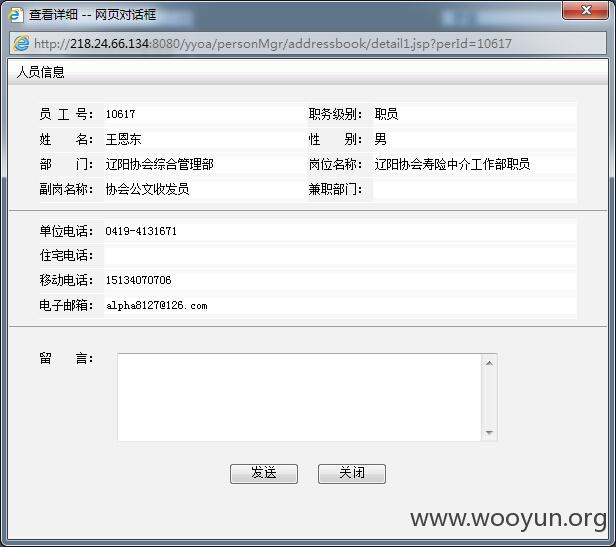 查看详细 -- 网页对话框
http://218.24.66.134:8080/yyoa/personMgr/addressbook/detail1.jsp?perId=10617
人员信息
员 工 号： 10617 职务级别： 职员
姓 名： 王恩东 性 别： 男
部 门： 辽阳协会综合管理部 岗位名称： 辽阳协会寿险中介工作部职员
副岗名称： 协会公文收发员 兼职部门：
单位电话： 0419-4131671
住宅电话：
移动电话： 15134070706
电子邮箱： alpha8127@126.com
留 言：
发送 关闭
www.wooyun.org